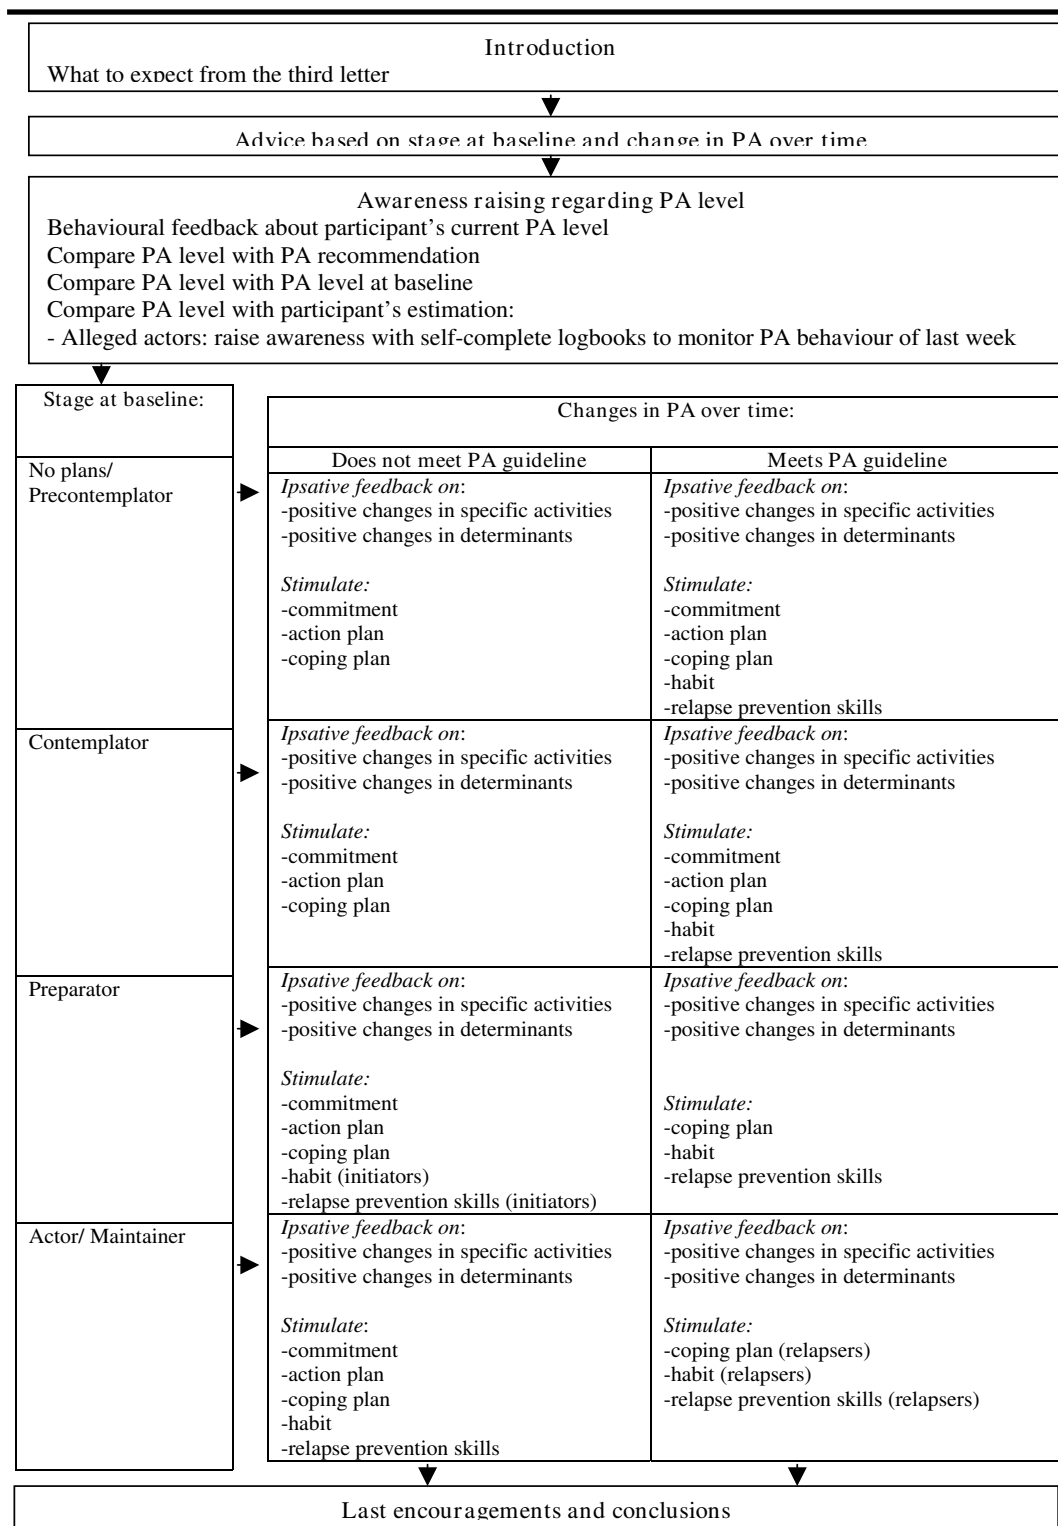 Introduction
What to expect from the third letter
Advice based on stage at baseline and change in PA over time
Awareness raising regarding PA level
Behavioural feedback about participant's current PA level
Compare PA level with PA recommendation
Compare PA level with PA level at baseline
Compare PA level with participant's estimation:
- Alleged actors: raise awareness with self-complete logbooks to monitor PA behaviour of last week
Stage at baseline:
Changes in PA over time:
Does not meet PA guideline
Meets PA guideline
No plans/
Precontemplator
Ipsative feedback on:
-positive changes in specific activities
-positive changes in determinants
Stimulate:
-commitment
-action plan
-coping plan
Ipsative feedback on:
-positive changes in specific activities
-positive changes in determinants
Stimulate:
-commitment
-action plan
-coping plan
-habit
-relapse prevention skills
Contemplator
Ipsative feedback on:
-positive changes in specific activities
-positive changes in determinants
Stimulate:
-commitment
-action plan
-coping plan
Ipsative feedback on:
-positive changes in specific activities
-positive changes in determinants
Stimulate:
-commitment
-action plan
-coping plan
-habit
-relapse prevention skills
Preparator
Ipsative feedback on:
-positive changes in specific activities
-positive changes in determinants
Stimulate:
-commitment
-action plan
-coping plan
-habit (initiators)
-relapse prevention skills (initiators)
Ipsative feedback on:
-positive changes in specific activities
-positive changes in determinants
Stimulate:
-coping plan
-habit
-relapse prevention skills
Actor/ Maintainer
Ipsative feedback on:
-positive changes in specific activities
-positive changes in determinants
Stimulate:
-commitment
-action plan
-coping plan
-habit
-relapse prevention skills
Ipsative feedback on:
-positive changes in specific activities
-positive changes in determinants
Stimulate:
-coping plan (relapsers)
-habit (relapsers)
-relapse prevention skills (relapsers)
Last encouragements and conclusions